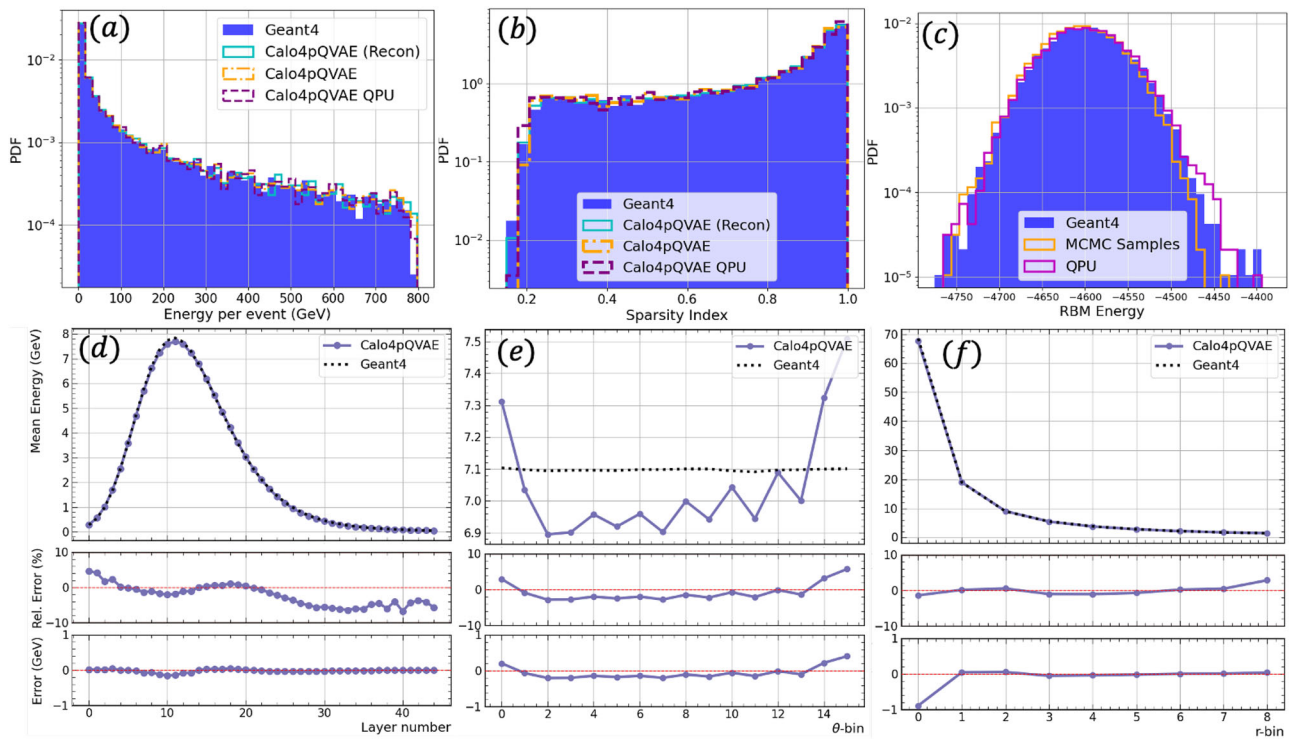 (a)
Geant4
Calo4pQVAE (Recon)
Calo4pQVAE
Calo4pQVAE QPU
PDF
10⁻²
10⁻³
10⁻⁴
0 100 200 300 400 500 600 700 800
Energy per event (GeV)
(b)
PDF
10⁰
10⁻¹
10⁻²
Geant4
Calo4pQVAE (Recon)
Calo4pQVAE
Calo4pQVAE QPU
0.2 0.4 0.6 0.8 1.0
Sparsity Index
(c)
PDF
10⁻²
10⁻³
10⁻⁴
10⁻⁵
Geant4
MCMC Samples
QPU
−4750 −4700 −4650 −4600 −4550 −4500 −4450 −4400
RBM Energy
(d)
Calo4pQVAE
Geant4
Mean Energy (GeV)
8
7
6
5
4
3
2
1
0
Rel. Error (%)
10
0
−10
Error (GeV)
1
0
−1
0 10 20 30 40
Layer number
(e)
Calo4pQVAE
Geant4
7.5
7.4
7.3
7.2
7.1
7.0
6.9
10
0
−10
1
0
−1
0 2 4 6 8 10 12 14
θ-bin
(f)
Calo4pQVAE
Geant4
70
60
50
40
30
20
10
0
10
0
−10
1
0
−1
0 1 2 3 4 5 6 7 8
r-bin